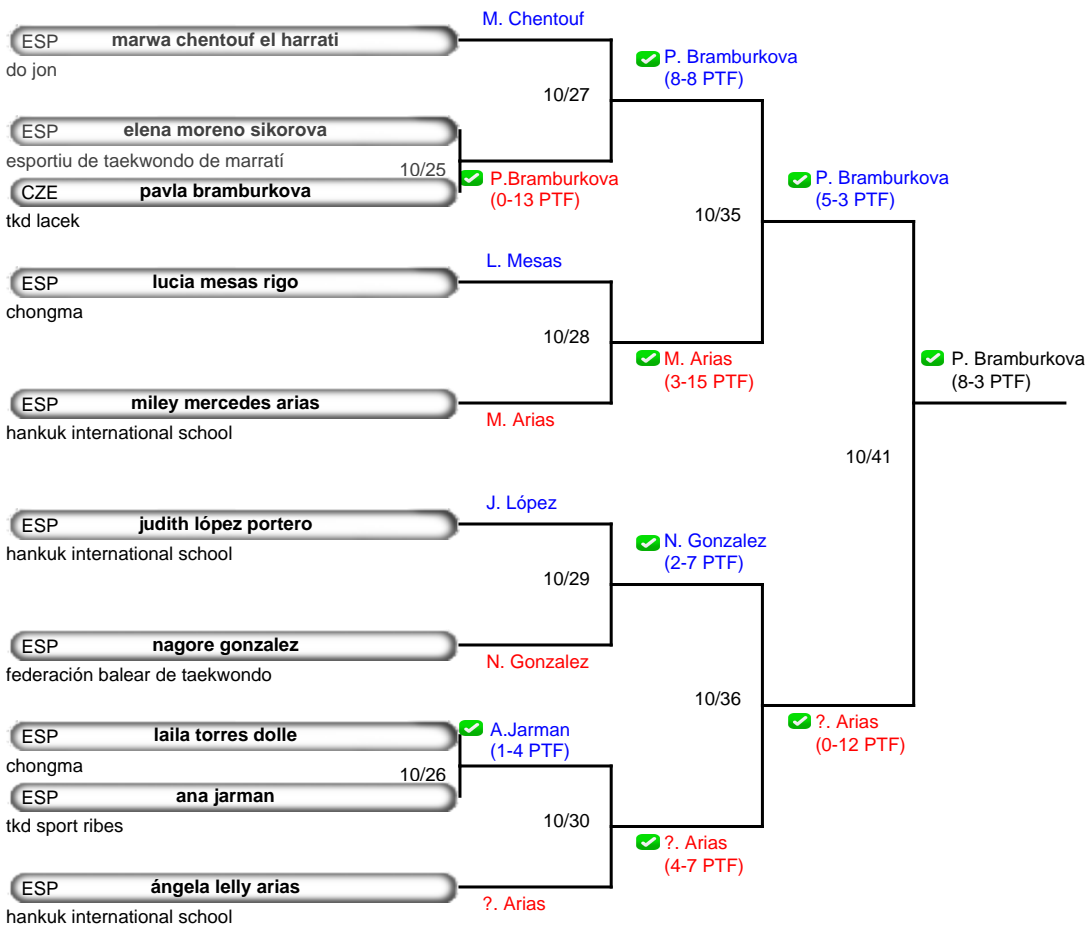 M. Chentouf
ESP marwa chentouf el harrati
do jon
P. Bramburkova
(8-8 PTF)
10/27
ESP elena moreno sikorova
esportiu de taekwondo de marratí
10/25
P.Bramburkova
(0-13 PTF)
CZE pavla bramburkova
tkd lacek
P. Bramburkova
(5-3 PTF)
10/35
L. Mesas
ESP lucia mesas rigo
chongma
10/28
M. Arias
(3-15 PTF)
P. Bramburkova
(8-3 PTF)
ESP miley mercedes arias
hankuk international school
M. Arias
10/41
J. López
ESP judith lópez portero
hankuk international school
N. Gonzalez
(2-7 PTF)
10/29
ESP nagore gonzalez
federación balear de taekwondo
N. Gonzalez
10/36
?. Arias
(0-12 PTF)
ESP laila torres dolle
chongma
A.Jarman
(1-4 PTF)
10/26
ESP ana jarman
tkd sport ribes
10/30
?. Arias
(4-7 PTF)
ESP ángela lelly arias
hankuk international school
?. Arias